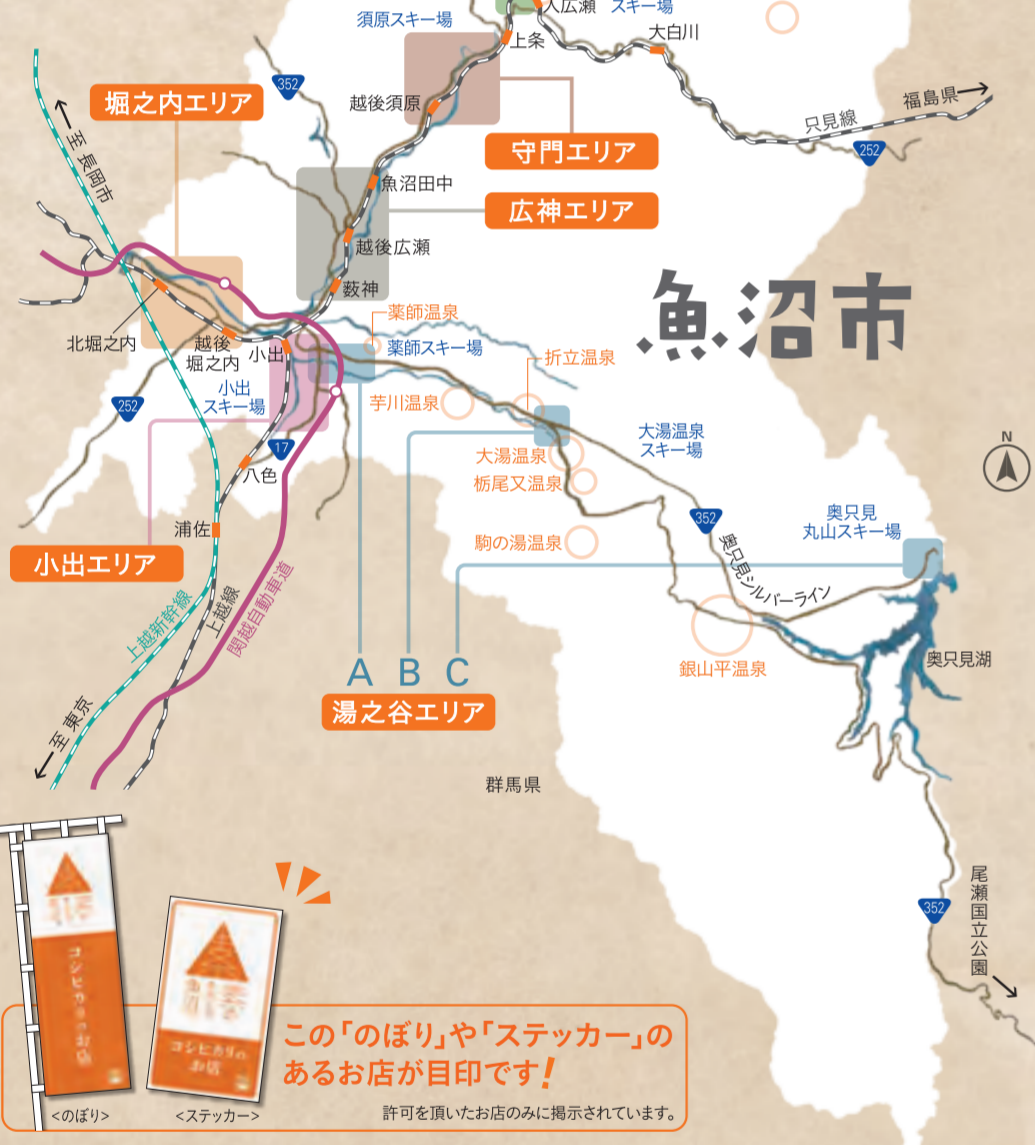 須原スキー場
入広瀬
スキー場
上条
大白川
352
堀之内エリア
越後須原
福島県
只見線
252
至 長岡市
守門エリア
魚沼田中
広神エリア
越後広瀬
薮神
魚沼市
薬師温泉
北堀之内
越後
堀之内
小出
薬師スキー場
折立温泉
小出
スキー場
芋川温泉
252
17
大湯温泉
大湯温泉
スキー場
八色
栃尾又温泉
N
浦佐
駒の湯温泉
352
奥只見
丸山スキー場
小出エリア
奥只見シルバーライン
上越新幹線
上越線
関越自動車道
A B C
奥只見湖
銀山平温泉
湯之谷エリア
至 東京
群馬県
352
尾瀬国立公園
コシヒカリのお店
コシヒカリの
お店
この「のぼり」や「ステッカー」の
あるお店が目印です!
<のぼり>
<ステッカー>
許可を頂いたお店のみに掲示されています。